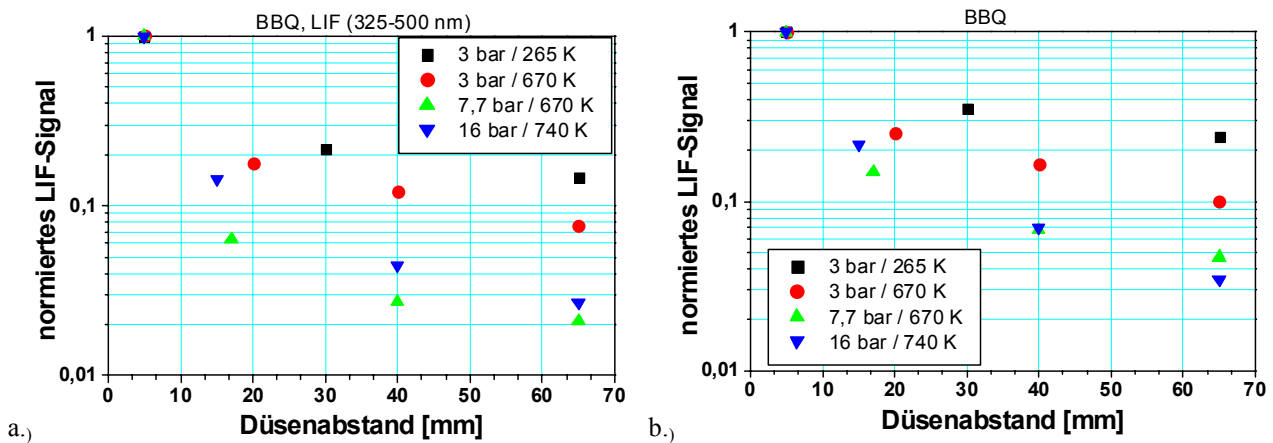 BBQ, LIF (325-500 nm)
1
0,1
0,01
normiertes LIF-Signal
3 bar / 265 K
3 bar / 670 K
7,7 bar / 670 K
16 bar / 740 K
0 10 20 30 40 50 60 70
Düsenabstand [mm]
a.)
BBQ
1
0,1
0,01
normiertes LIF-Signal
3 bar / 265 K
3 bar / 670 K
7,7 bar / 670 K
16 bar / 740 K
0 10 20 30 40 50 60 70
Düsenabstand [mm]
b.)